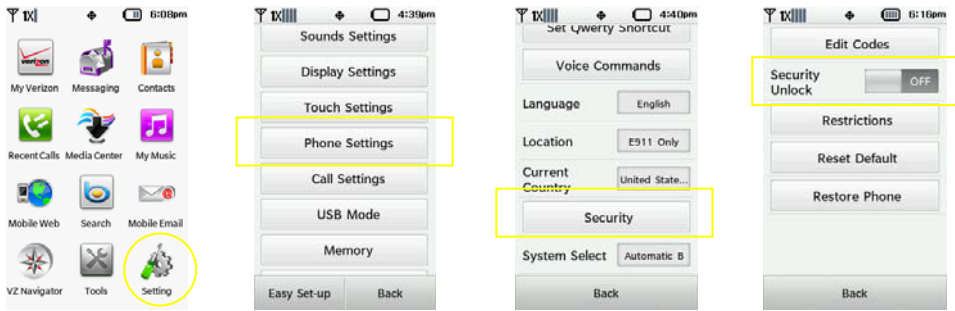 1X 6:08pm
verizon
My Verizon Messaging Contacts
Recent Calls Media Center My Music
Mobile Web Search Mobile Email
VZ Navigator Tools Setting
1X 4:39pm
Sounds Settings
Display Settings
Touch Settings
Phone Settings
Call Settings
USB Mode
Memory
Easy Set-up Back
1X 4:40pm
Set Qwerty Shortcut
Voice Commands
Language English
Location E911 Only
Current
Country United State...
Security
System Select Automatic B
Back
1X 6:16pm
Edit Codes
Security
Unlock OFF
Restrictions
Reset Default
Restore Phone
Back